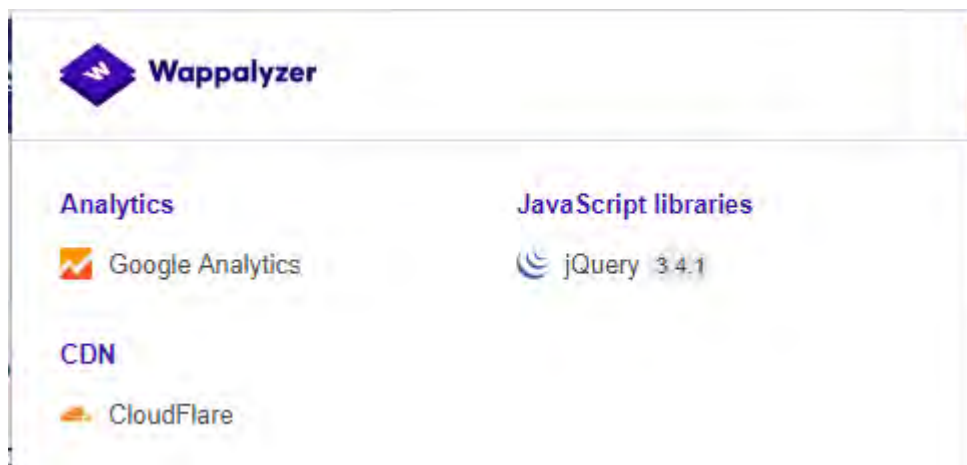 Wappalyzer
Analytics
Google Analytics
JavaScript libraries
jQuery 3.4.1
CDN
CloudFlare